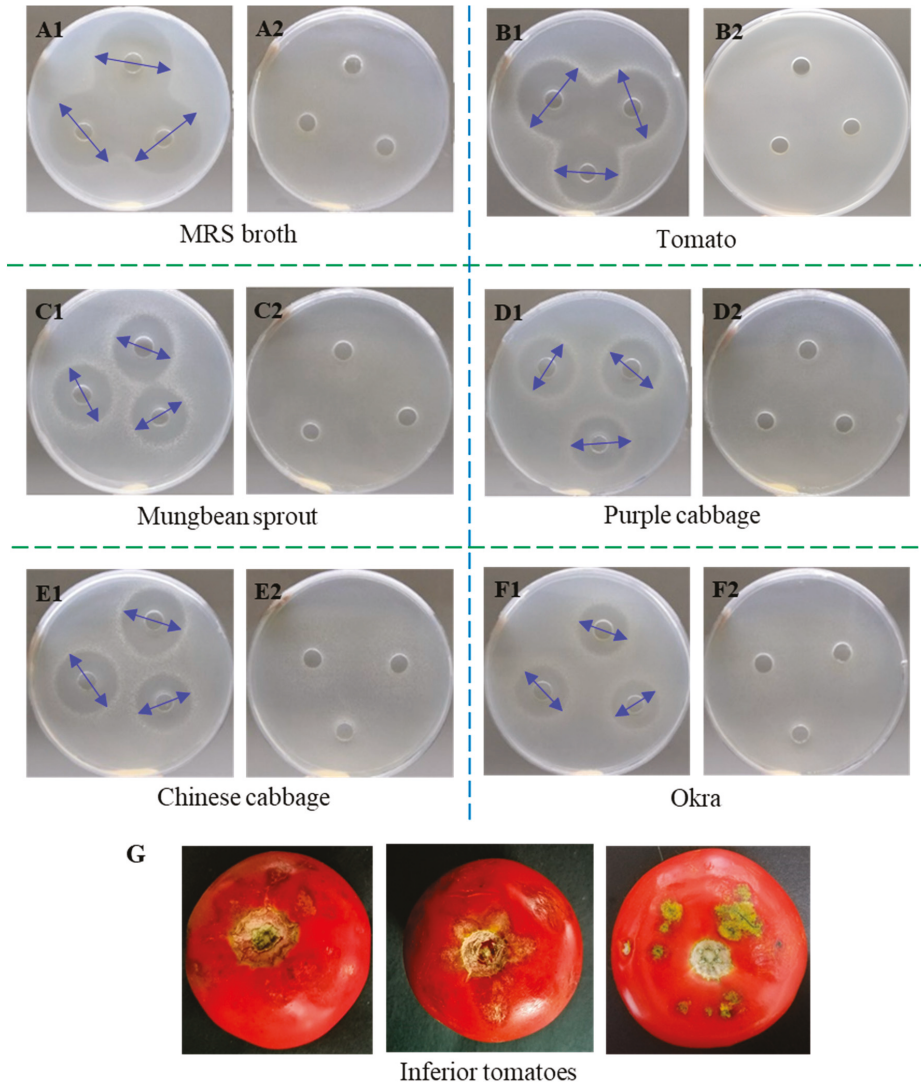 A1 A2 B1 B2
MRS broth Tomato
C1 C2 D1 D2
Mungbean sprout Purple cabbage
E1 E2 F1 F2
Chinese cabbage Okra
G
Inferior tomatoes